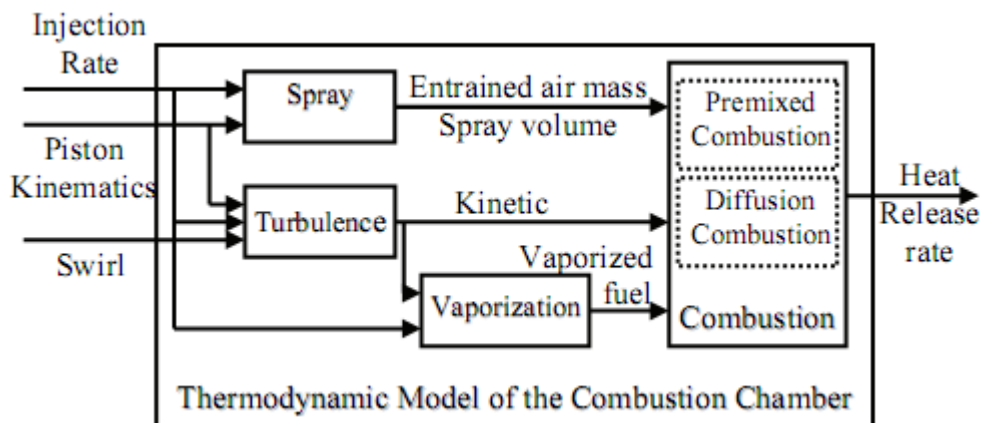 Injection
Rate
Piston
Kinematics
Swirl
Spray
Turbulence
Vaporization
Entrained air mass
Spray volume
Kinetic
Vaporized
fuel
Premixed
Combustion
Diffusion
Combustion
Combustion
Heat
Release
rate
Thermodynamic Model of the Combustion Chamber